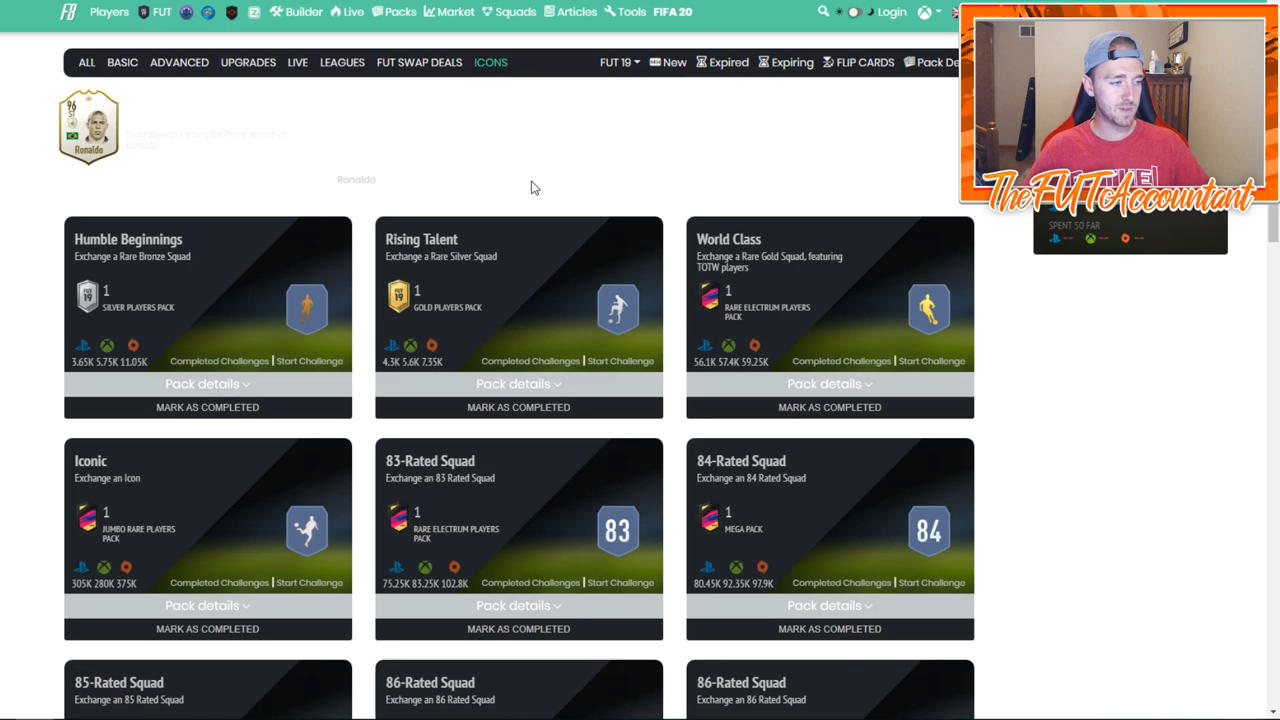 Players FUT Builder Live Packs Market Squads Articles Tools FIFA 20 Login
ALL BASIC ADVANCED UPGRADES LIVE LEAGUES FUT SWAP DEALS ICONS FUT 19 New Expired Expiring FLIP CARDS Pack De
96
ST
Ronaldo
Build towards earning the Prime version of
Ronaldo
Ronaldo
TheFUTAccountant
SPENT SO FAR
Humble Beginnings
Exchange a Rare Bronze Squad
1
SILVER PLAYERS PACK
3.65K 5.75K 11.05K
Completed Challenges | Start Challenge
Pack details
MARK AS COMPLETED
Rising Talent
Exchange a Rare Silver Squad
1
GOLD PLAYERS PACK
4.3K 5.6K 7.35K
Completed Challenges | Start Challenge
Pack details
MARK AS COMPLETED
World Class
Exchange a Rare Gold Squad, featuring
TOTW players
1
RARE ELECTRUM PLAYERS
PACK
56.1K 57.4K 59.25K
Completed Challenges | Start Challenge
Pack details
MARK AS COMPLETED
Iconic
Exchange an Icon
1
JUMBO RARE PLAYERS
PACK
305K 280K 375K
Completed Challenges | Start Challenge
Pack details
MARK AS COMPLETED
83-Rated Squad
Exchange an 83 Rated Squad
1
RARE ELECTRUM PLAYERS
PACK
83
75.25K 83.25K 102.8K
Completed Challenges | Start Challenge
Pack details
MARK AS COMPLETED
84-Rated Squad
Exchange an 84 Rated Squad
1
MEGA PACK
84
80.45K 92.35K 97.9K
Completed Challenges | Start Challenge
Pack details
MARK AS COMPLETED
85-Rated Squad
Exchange an 85 Rated Squad
86-Rated Squad
Exchange an 86 Rated Squad
86-Rated Squad
Exchange an 86 Rated Squad